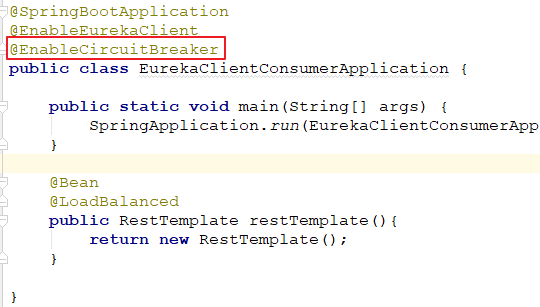 @SpringBootApplication
@EnableEurekaClient
@EnableCircuitBreaker
public class EurekaClientConsumerApplication {
public static void main(String[] args) {
SpringApplication.run(EurekaClientConsumerApp
}
@Bean
@LoadBalanced
public RestTemplate restTemplate(){
return new RestTemplate();
}
}